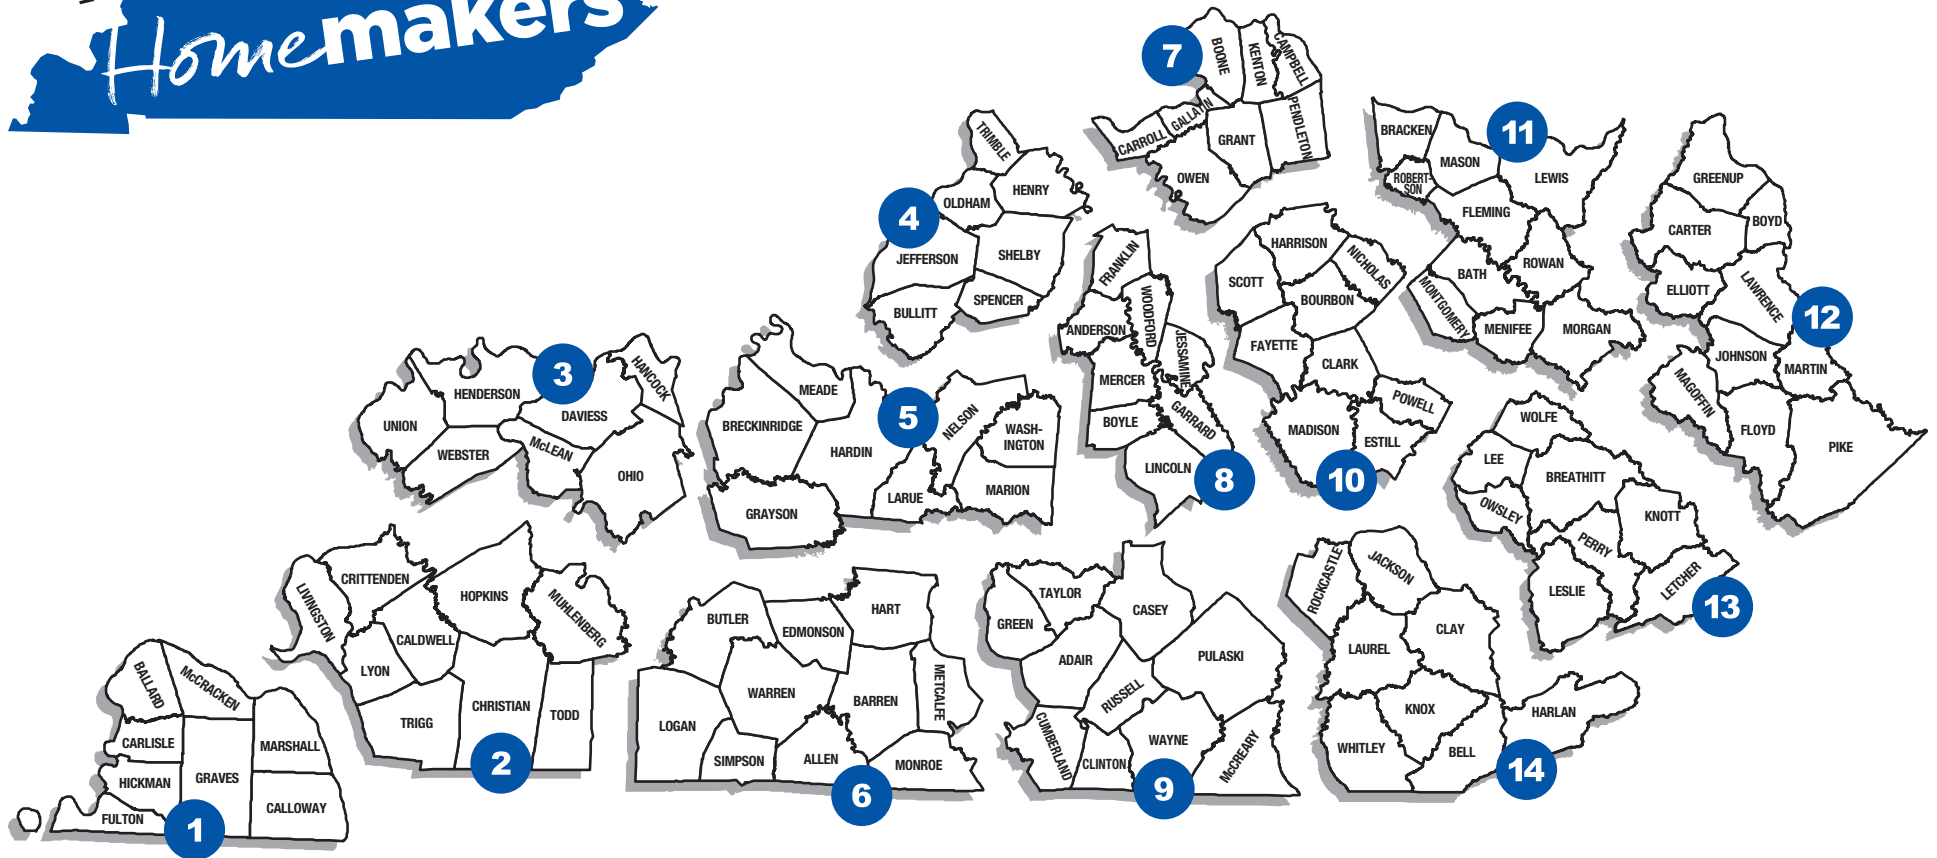 Homemakers
7
BOONE
KENTON
CAMPBELL
CARROLL
GALLATIN
GRANT
PENDLETON
OWEN
11
BRACKEN
MASON
ROBERT-
SON
LEWIS
FLEMING
BATH
ROWAN
MONTGOMERY
MENIFEE
MORGAN
12
GREENUP
CARTER
BOYD
ELLIOTT
LAWRENCE
JOHNSON
MARTIN
MAGOFFIN
FLOYD
PIKE
4
TRIMBLE
HENRY
OLDHAM
JEFFERSON
SHELBY
SPENCER
BULLITT
8
FRANKLIN
WOODFORD
ANDERSON
JESSAMINE
MERCER
BOYLE
GARRARD
LINCOLN
10
HARRISON
NICHOLAS
SCOTT
BOURBON
FAYETTE
CLARK
POWELL
MADISON
ESTILL
3
HENDERSON
HANCOCK
DAVIESS
UNION
WEBSTER
McLEAN
OHIO
5
MEADE
BRECKINRIDGE
HARDIN
NELSON
WASH-
INGTON
LARUE
MARION
GRAYSON
13
WOLFE
LEE
BREATHITT
OWSLEY
KNOTT
PERRY
LESLIE
LETCHER
2
CRITTENDEN
LIVINGSTON
HOPKINS
MUHLENBERG
CALDWELL
LYON
TRIGG
CHRISTIAN
TODD
6
BUTLER
EDMONSON
HART
WARREN
BARREN
METCALFE
LOGAN
SIMPSON
ALLEN
MONROE
9
TAYLOR
GREEN
CASEY
ADAIR
PULASKI
RUSSELL
CUMBERLAND
CLINTON
WAYNE
McCREARY
14
ROCKCASTLE
JACKSON
LAUREL
CLAY
KNOX
WHITLEY
BELL
HARLAN
1
BALLARD
McCRACKEN
CARLISLE
HICKMAN
GRAVES
MARSHALL
FULTON
CALLOWAY